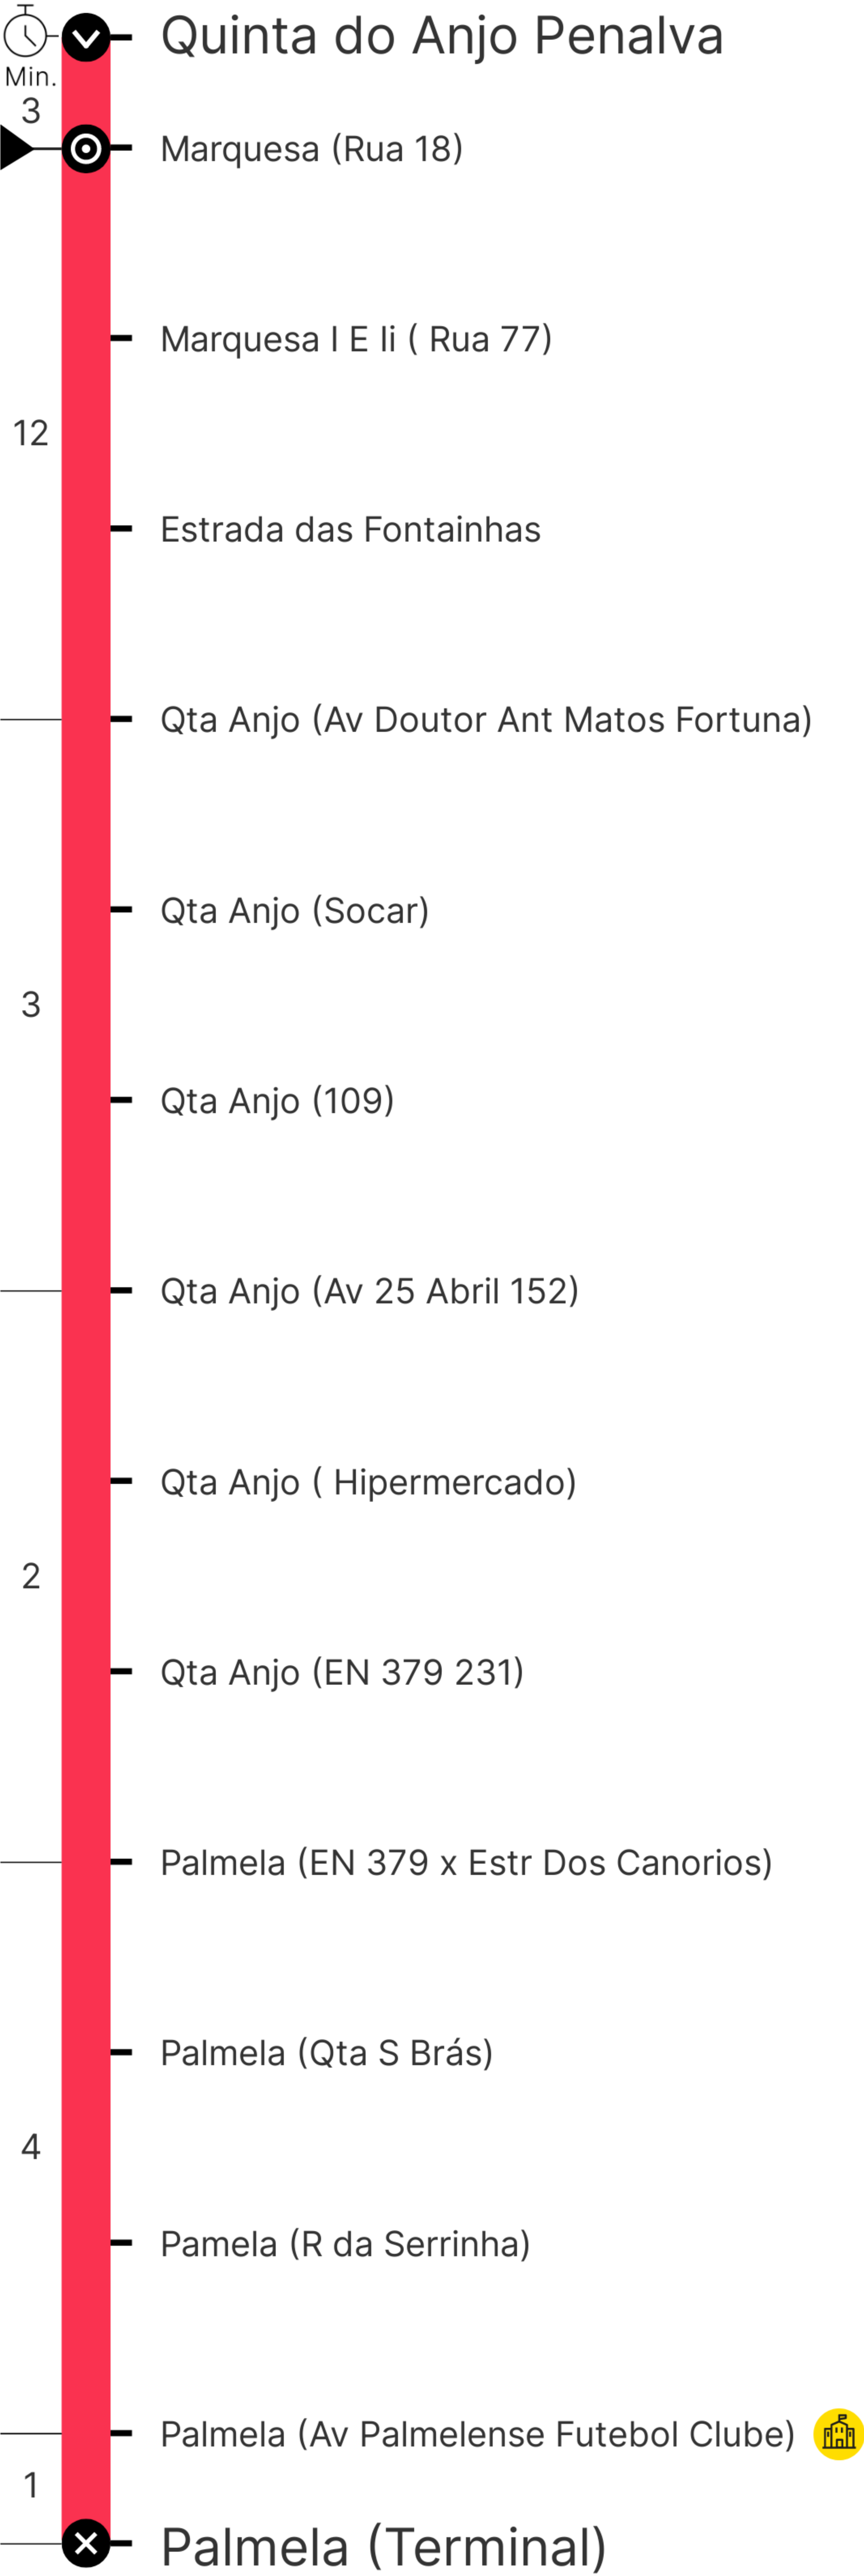 Quinta do Anjo Penalva
Min.
3
Marquesa (Rua 18)
Marquesa I E Ii ( Rua 77)
12
Estrada das Fontainhas
Qta Anjo (Av Doutor Ant Matos Fortuna)
Qta Anjo (Socar)
3
Qta Anjo (109)
Qta Anjo (Av 25 Abril 152)
Qta Anjo ( Hipermercado)
2
Qta Anjo (EN 379 231)
Palmela (EN 379 x Estr Dos Canorios)
Palmela (Qta S Brás)
4
Pamela (R da Serrinha)
Palmela (Av Palmelense Futebol Clube)
1
Palmela (Terminal)